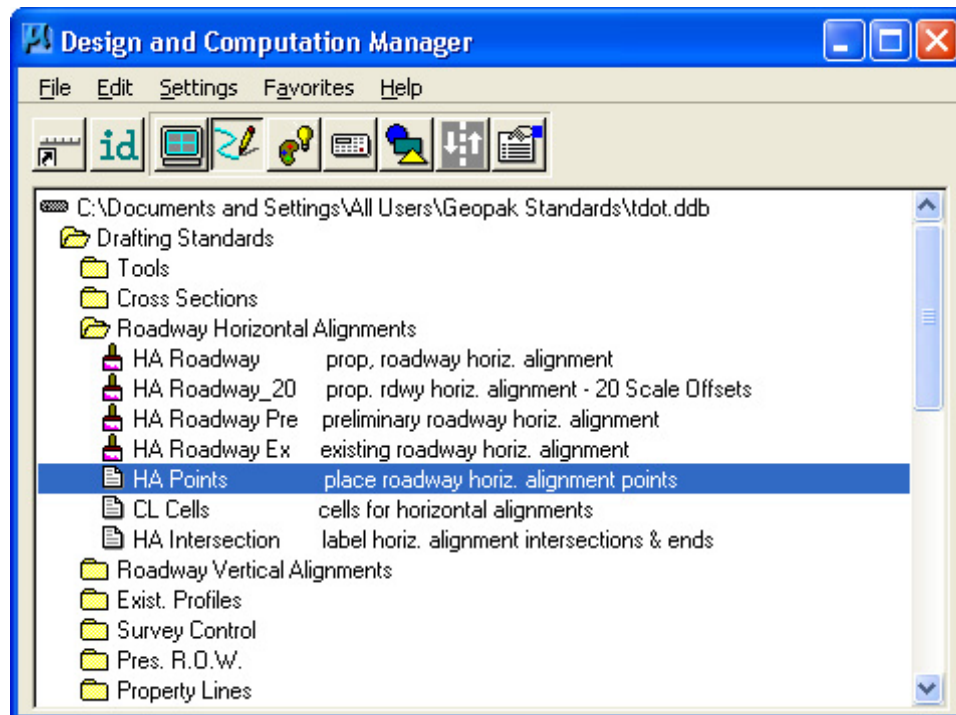 Design and Computation Manager
File Edit Settings Favorites Help
id
C:\Documents and Settings\All Users\Geopak Standards\tdot.ddb
Drafting Standards
Tools
Cross Sections
Roadway Horizontal Alignments
HA Roadway prop, roadway horiz. alignment
HA Roadway_20 prop. rdwy horiz. alignment - 20 Scale Offsets
HA Roadway Pre preliminary roadway horiz. alignment
HA Roadway Ex existing roadway horiz. alignment
HA Points place roadway horiz. alignment points
CL Cells cells for horizontal alignments
HA Intersection label horiz. alignment intersections & ends
Roadway Vertical Alignments
Exist. Profiles
Survey Control
Pres. R.O.W.
Property Lines